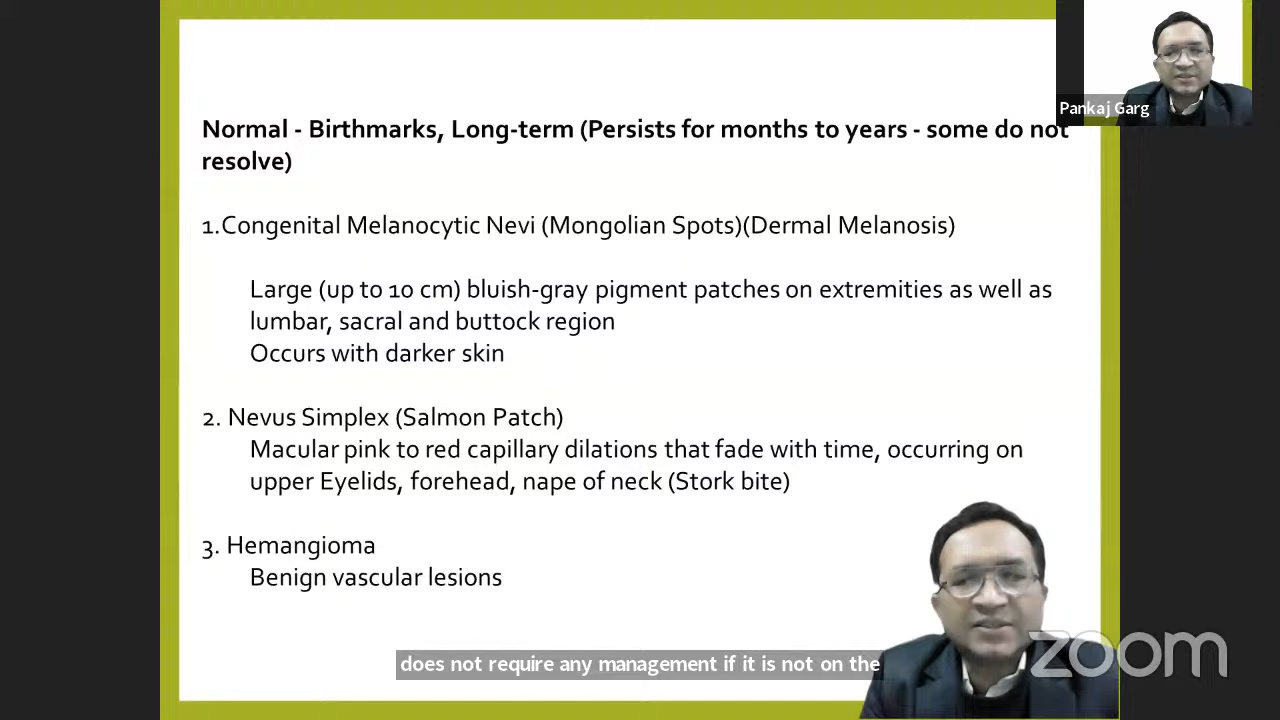 Pankaj Garg
Normal - Birthmarks, Long-term (Persists for months to years - some do not
resolve)
1.Congenital Melanocytic Nevi (Mongolian Spots)(Dermal Melanosis)
Large (up to 10 cm) bluish-gray pigment patches on extremities as well as
lumbar, sacral and buttock region
Occurs with darker skin
2. Nevus Simplex (Salmon Patch)
Macular pink to red capillary dilations that fade with time, occurring on
upper Eyelids, forehead, nape of neck (Stork bite)
3. Hemangioma
Benign vascular lesions
does not require any management if it is not on the
zoom